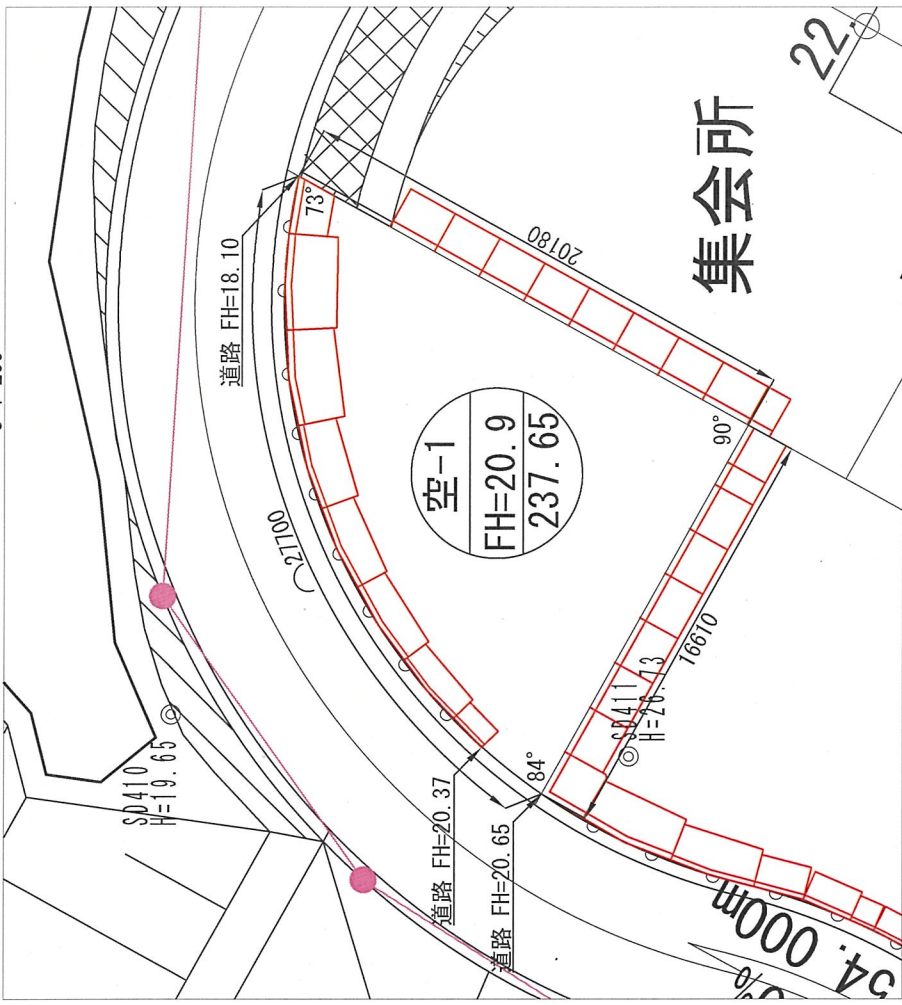 22.
集会所
道路 FH=18.10
73°
20180
空-1
FH=20.9
237.65
90°
27700
16610
SD411
H=20.73
SD410
H=19.65
84°
道路 FH=20.37
道路 FH=20.65
54.000m
%